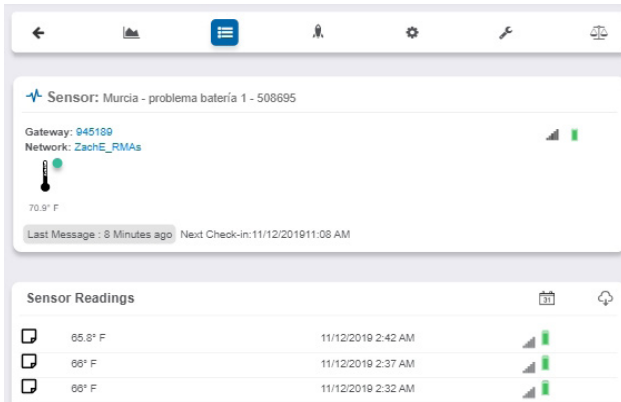 Sensor: Murcia - problema batería 1 - 508695
Gateway: 945189
Network: ZachE_RMAs
70.9° F
Last Message : 8 Minutes ago Next Check-in:11/12/201911:08 AM
Sensor Readings
31
65.8° F 11/12/2019 2:42 AM
66° F 11/12/2019 2:37 AM
66° F 11/12/2019 2:32 AM